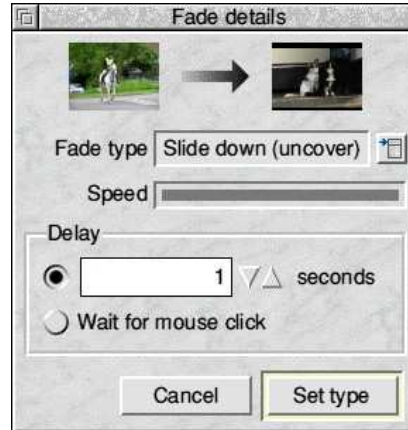 Fade details
Fade type Slide down (uncover)
Speed
Delay
1 seconds
Wait for mouse click
Cancel Set type